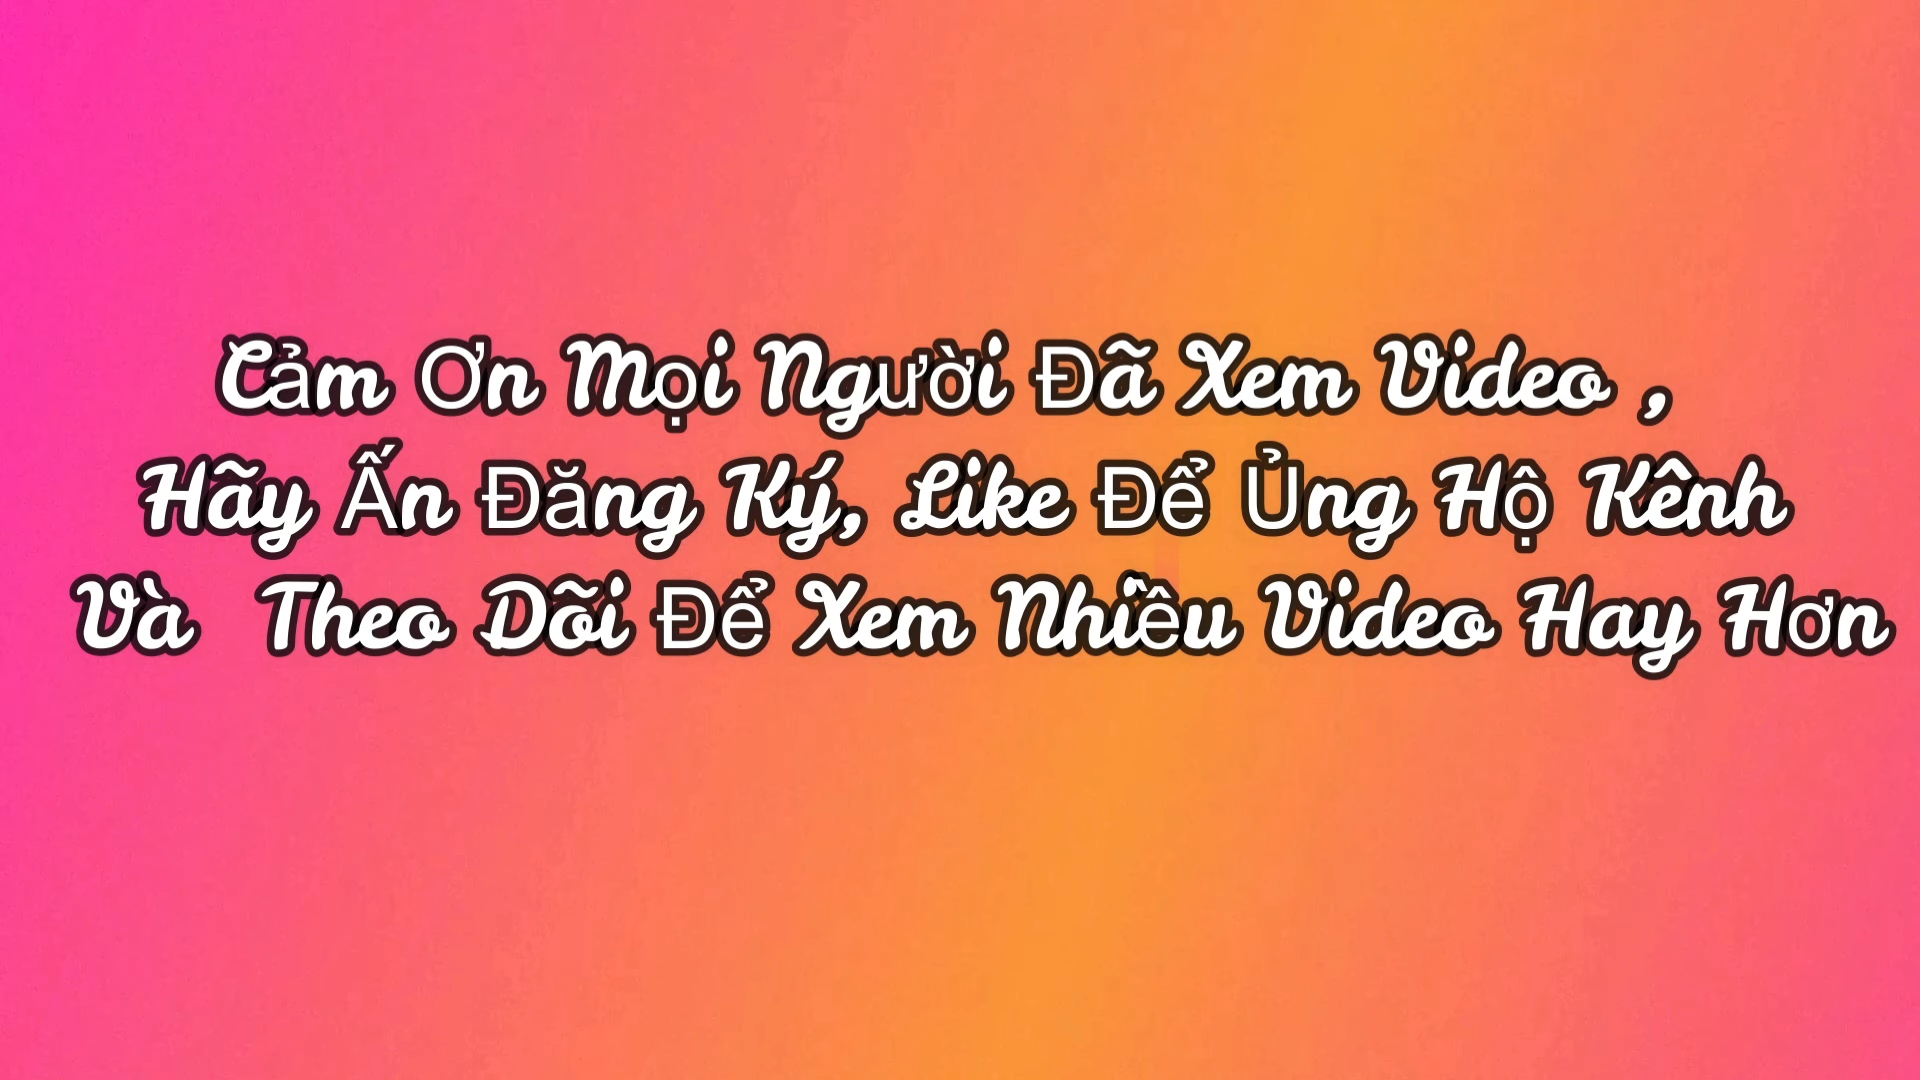 Cảm Ơn Mọi Người Đã Xem Video ,
Hãy Ấn Đăng Ký, Like Để Ủng Hộ Kênh
Và Theo Dõi Để Xem Nhiều Video Hay Hơn